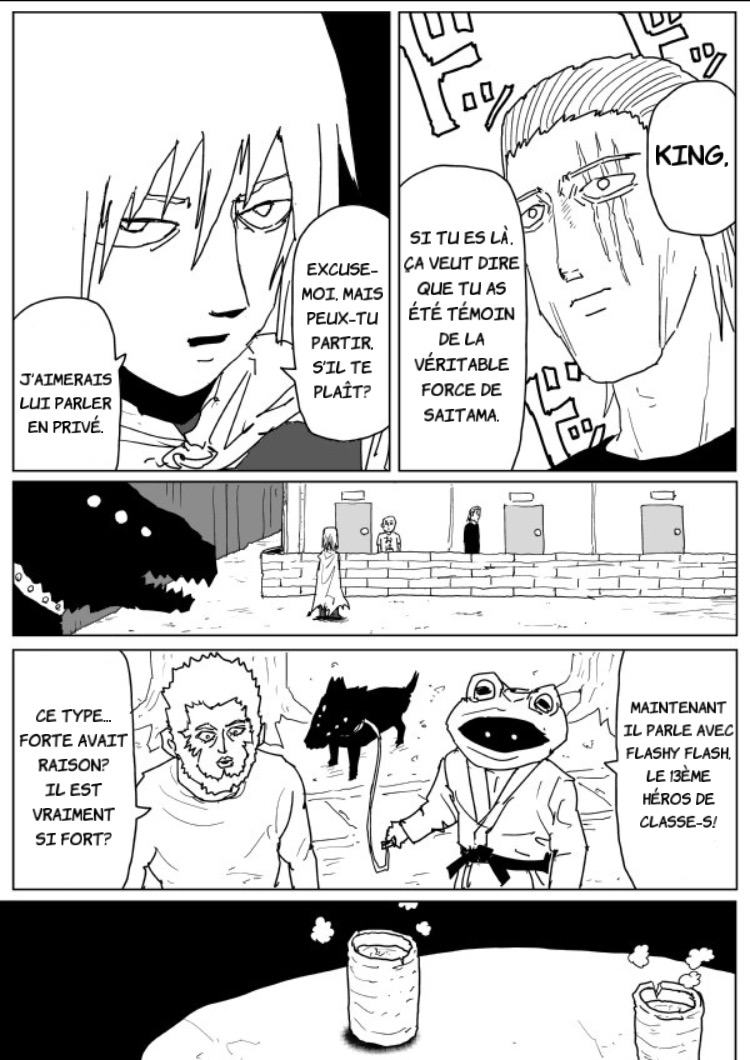 KING,
SI TU ES LÀ,
ÇA VEUT DIRE
QUE TU AS
ÉTÉ TÉMOIN
DE LA
VÉRITABLE
FORCE DE
SAITAMA.
EXCUSE-
MOI, MAIS
PEUX-TU
PARTIR,
S'IL TE
PLAÎT?
J'AIMERAIS
LUI PARLER
EN PRIVÉ.
MAINTENANT
IL PARLE AVEC
FLASHY FLASH,
LE 13ÈME
HÉROS DE
CLASSE-S!
CE TYPE...
FORTE AVAIT
RAISON?
IL EST
VRAIMENT
SI FORT?